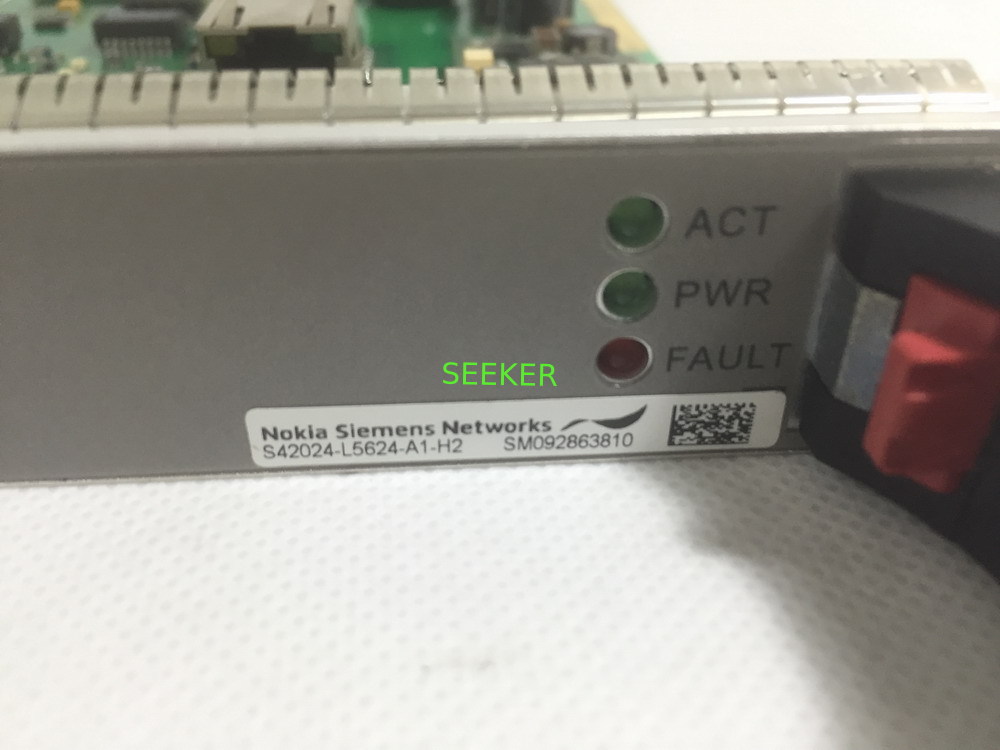 ACT
PWR
FAULT
SEEKER
Nokia Siemens Networks
S42024-L5624-A1-H2 SM092863810